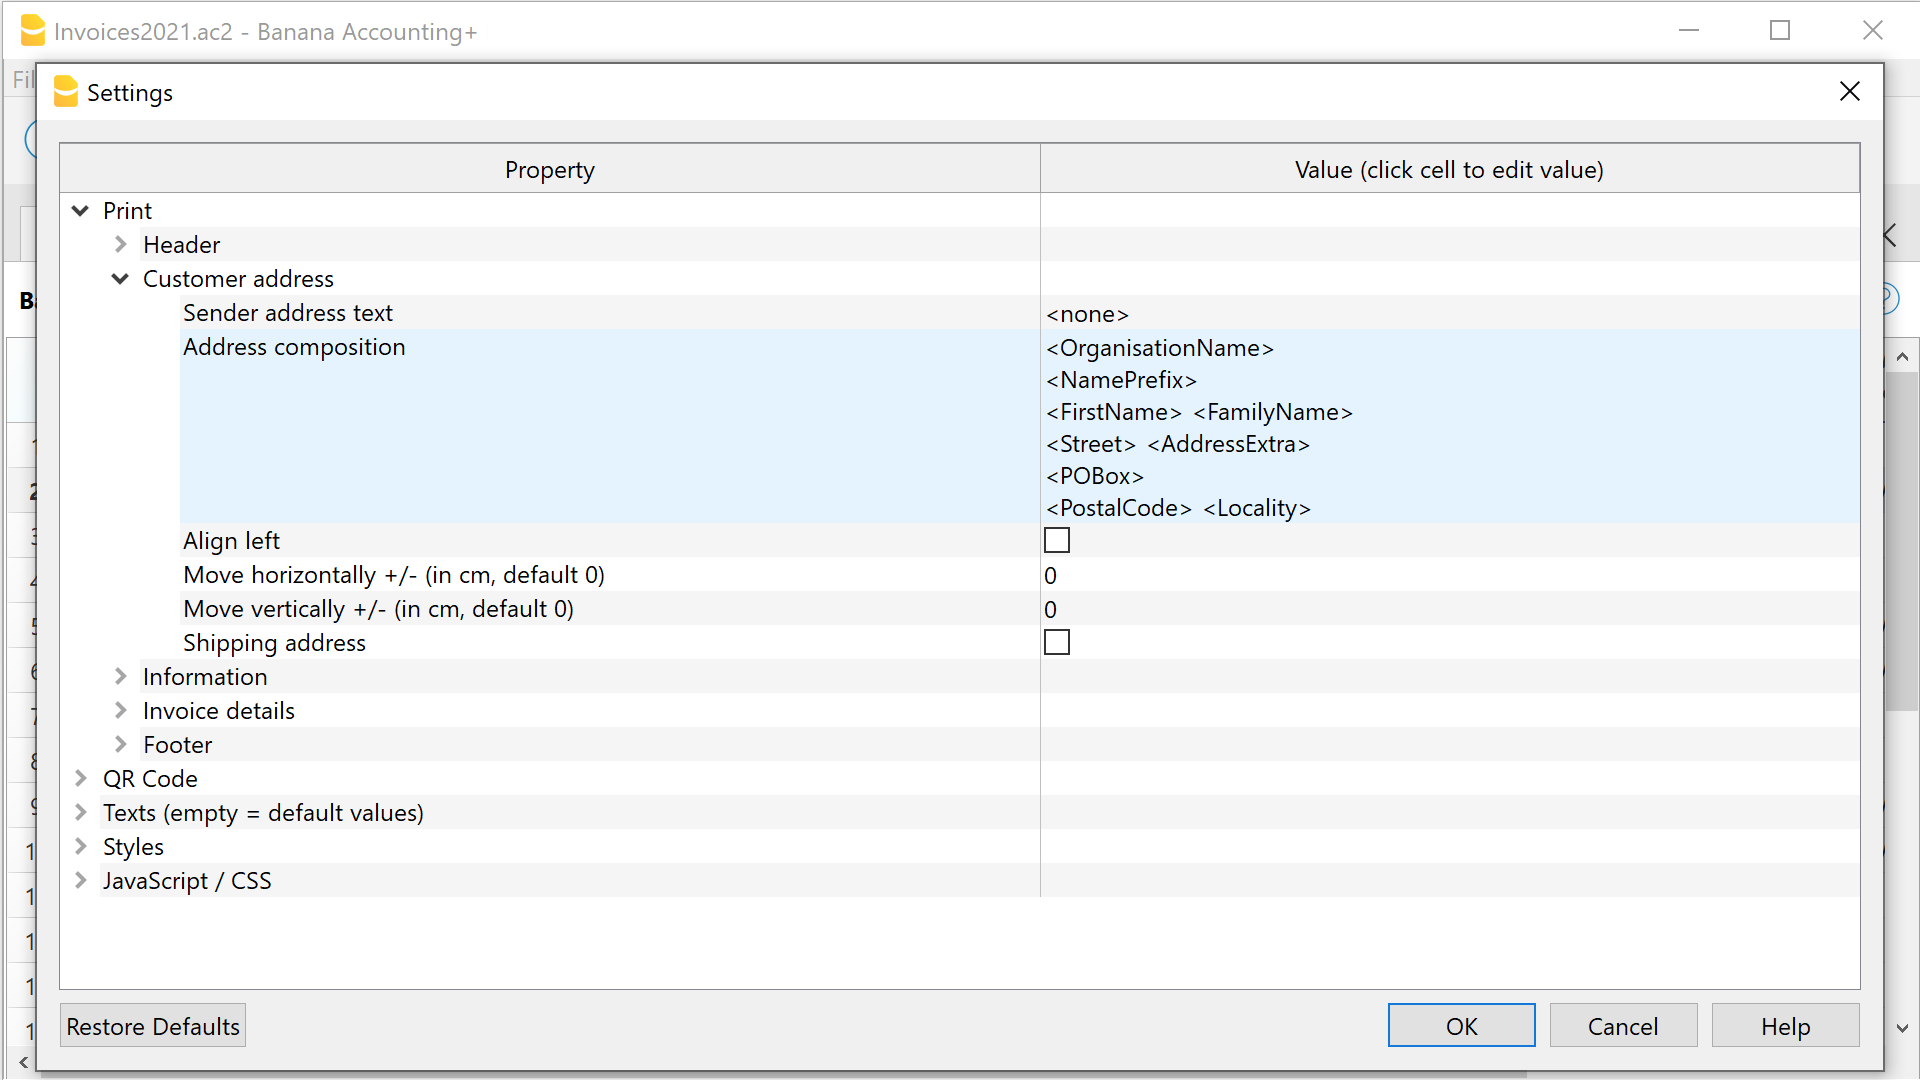 Invoices2021.ac2 - Banana Accounting+
Settings
Property
Value (click cell to edit value)
Print
Header
Customer address
Sender address text
<none>
Address composition
<OrganisationName>
<NamePrefix>
<FirstName> <FamilyName>
<Street> <AddressExtra>
<POBox>
<PostalCode> <Locality>
Align left
Move horizontally +/- (in cm, default 0)
0
Move vertically +/- (in cm, default 0)
0
Shipping address
Information
Invoice details
Footer
QR Code
Texts (empty = default values)
Styles
JavaScript / CSS
Restore Defaults
OK
Cancel
Help